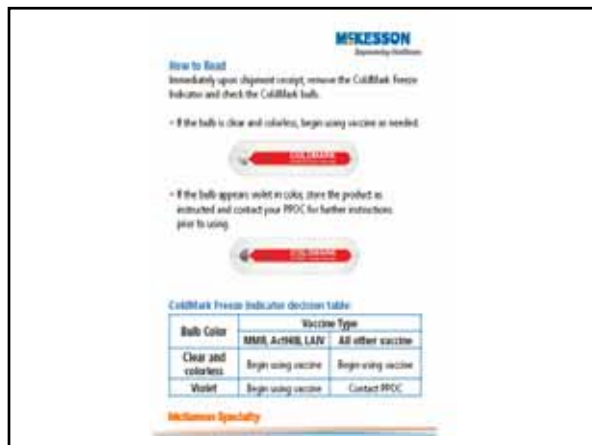 McKESSON
Empowering Healthcare
How to Read
Immediately upon shipment receipt, remove the ColdMark Freeze
Indicator and check the ColdMark bulb.
• If the bulb is clear and colorless, begin using vaccine as needed.
COLDMARK
• If the bulb appears violet in color, store the product as
instructed and contact your PPOC for further instructions
prior to using.
COLDMARK
ColdMark Freeze Indicator decision table:
Bulb Color
Vaccine Type
MMR, ActHIB, LAIV All other vaccine
Clear and
colorless
Begin using vaccine Begin using vaccine
Violet Begin using vaccine Contact PPOC
McKesson Specialty